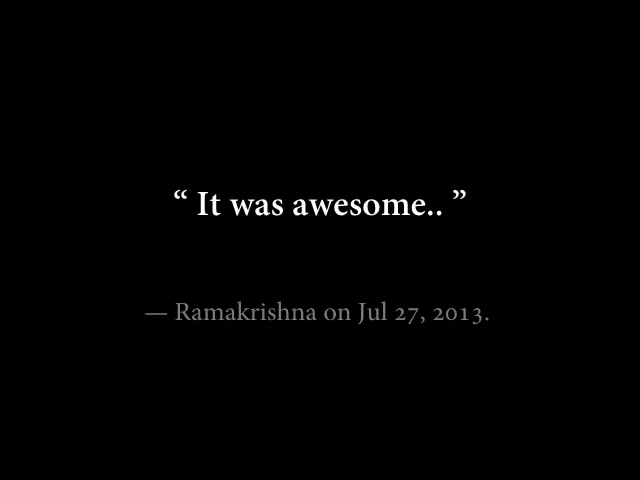 “ It was awesome.. ”
— Ramakrishna on Jul 27, 2013.